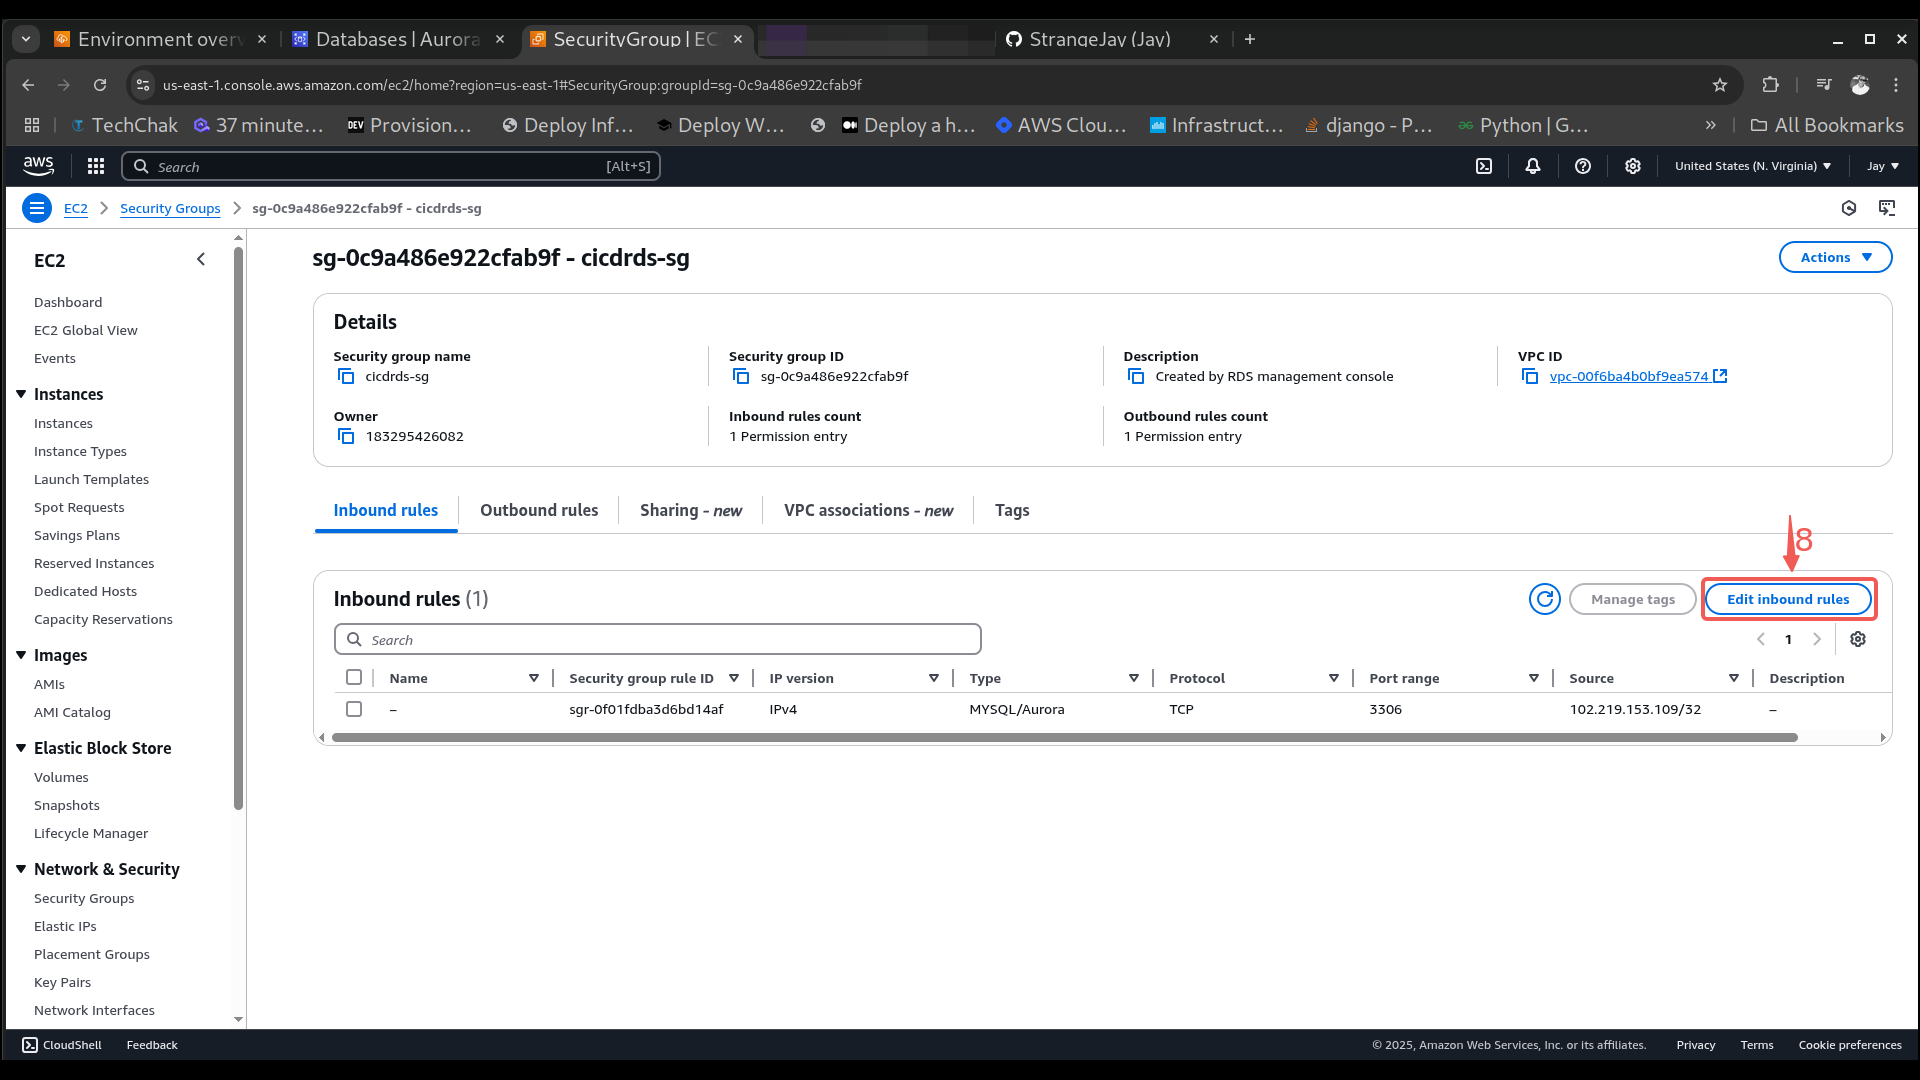 Environment overv
Databases | Aurora
SecurityGroup | EC
StrangeJay (Jay)
us-east-1.console.aws.amazon.com/ec2/home?region=us-east-1#SecurityGroup:groupId=sg-0c9a486e922cfab9f
TechChak
37 minute...
DEV Provision...
Deploy Inf...
Deploy W...
Deploy a h...
AWS Clou...
Infrastruct...
django - P...
Python | G...
» All Bookmarks
aws
Search [Alt+S]
United States (N. Virginia)
Jay
EC2 Security Groups sg-0c9a486e922cfab9f - cicdrds-sg
EC2
Dashboard
EC2 Global View
Events
Instances
Instances
Instance Types
Launch Templates
Spot Requests
Savings Plans
Reserved Instances
Dedicated Hosts
Capacity Reservations
Images
AMIs
AMI Catalog
Elastic Block Store
Volumes
Snapshots
Lifecycle Manager
Network & Security
Security Groups
Elastic IPs
Placement Groups
Key Pairs
Network Interfaces
sg-0c9a486e922cfab9f - cicdrds-sg
Actions
Details
Security group name
cicdrds-sg
Security group ID
sg-0c9a486e922cfab9f
Description
Created by RDS management console
VPC ID
vpc-00f6ba4b0bf9ea574
Owner
183295426082
Inbound rules count
1 Permission entry
Outbound rules count
1 Permission entry
Inbound rules
Outbound rules
Sharing - new
VPC associations - new
Tags
8
Inbound rules (1)
Manage tags
Edit inbound rules
Search
1
Name Security group rule ID IP version Type Protocol Port range Source Description
– sgr-0f01fdba3d6bd14af IPv4 MYSQL/Aurora TCP 3306 102.219.153.109/32 –
CloudShell Feedback
© 2025, Amazon Web Services, Inc. or its affiliates. Privacy Terms Cookie preferences